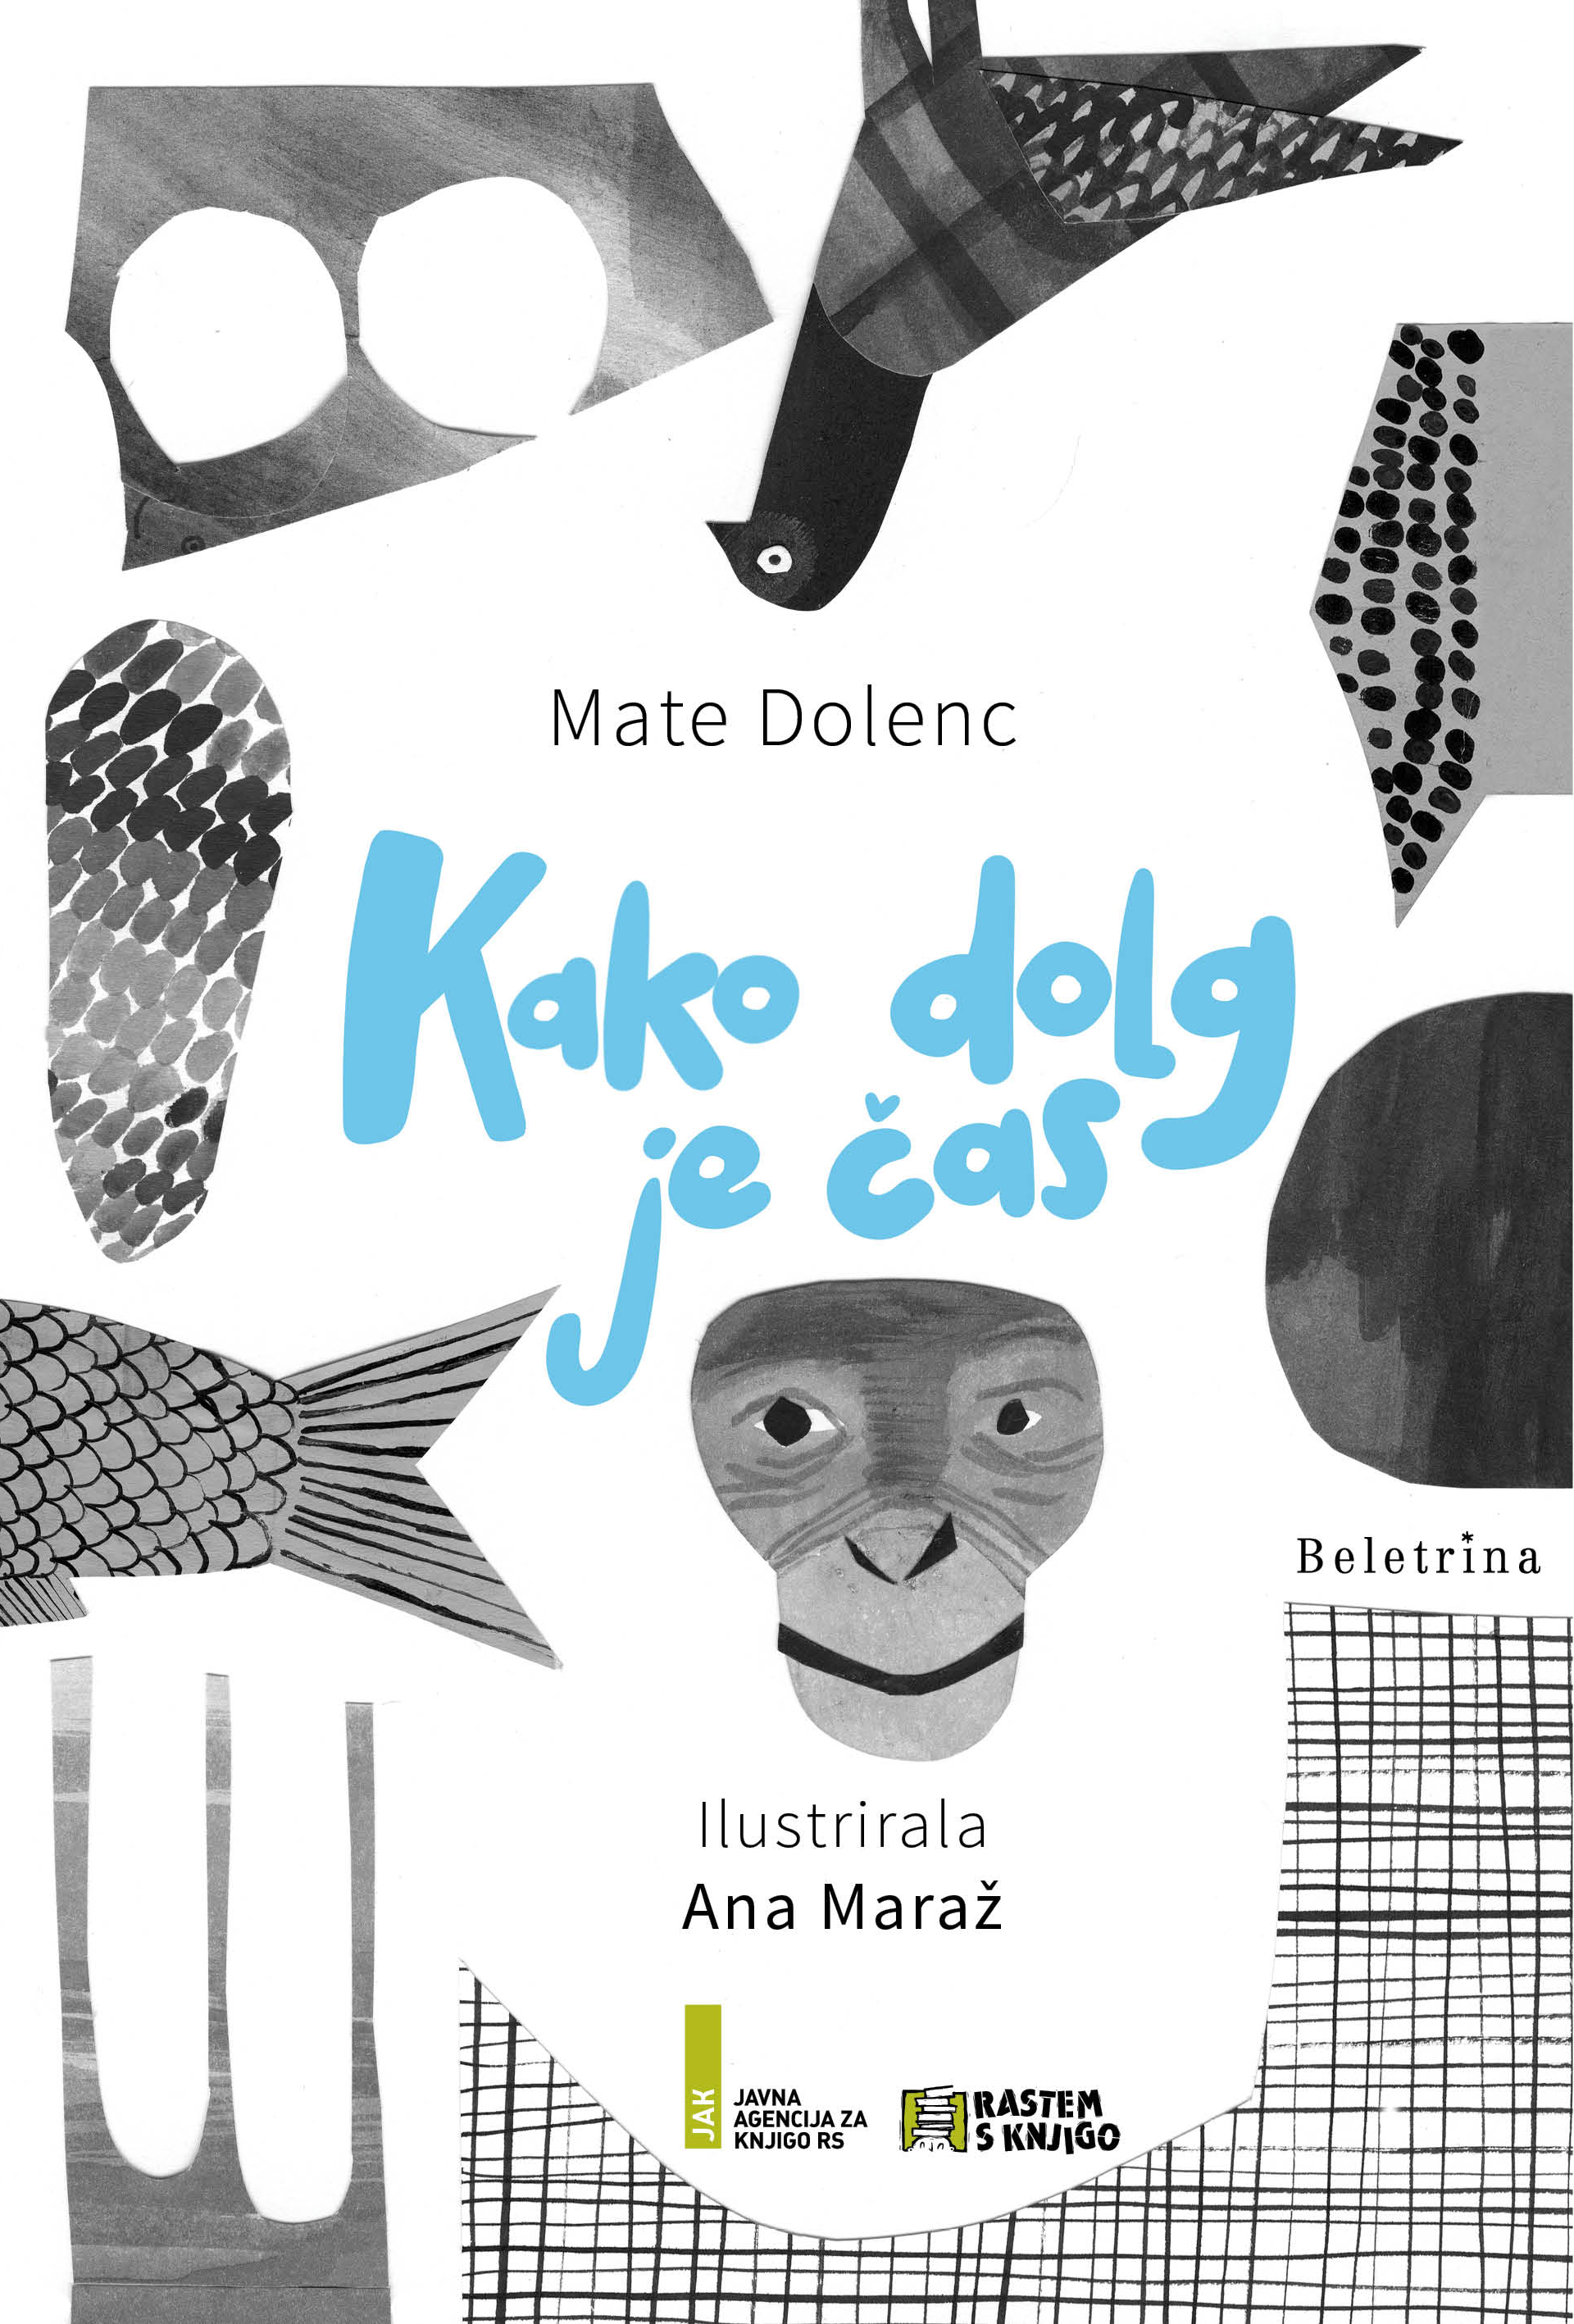 Mate Dolenc
Kako dolg
je čas
Beletrina
Ilustrirala
Ana Maraž
JAK
JAVNA
AGENCIJA ZA
KNJIGO RS
RASTEM
S KNJIGO